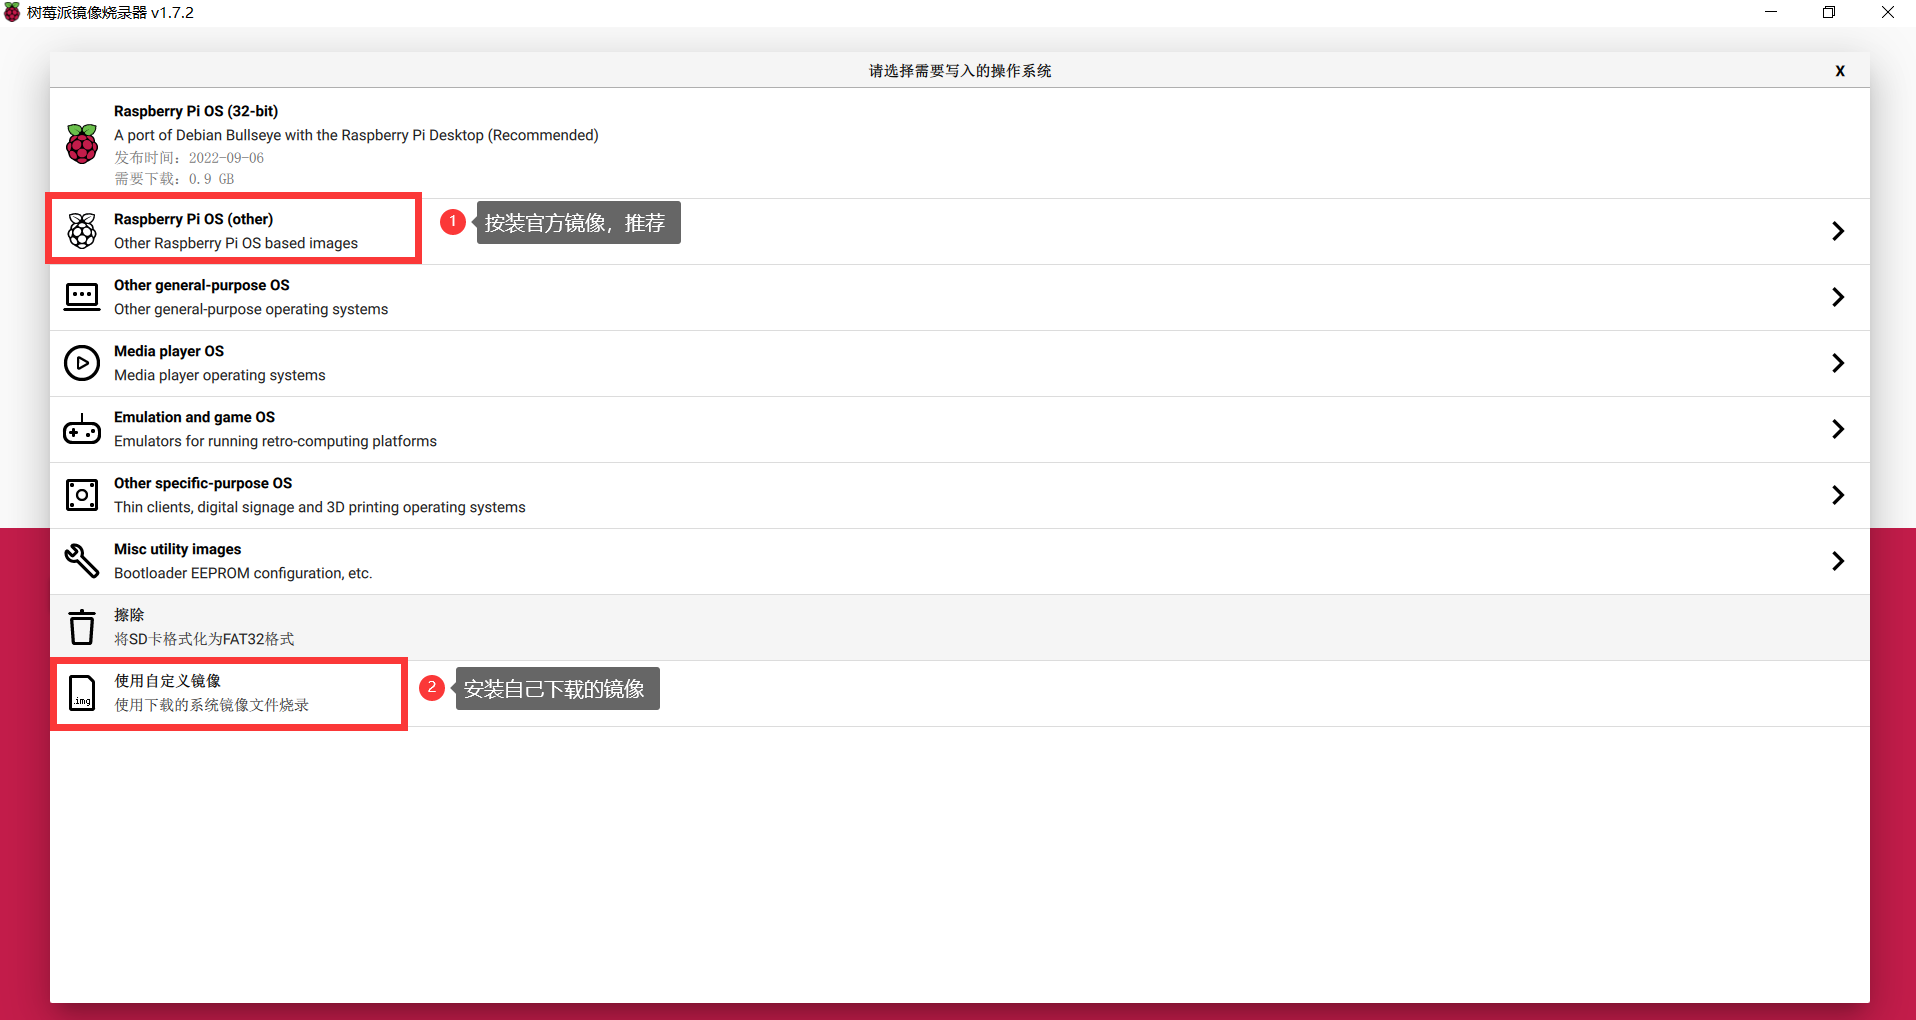 树莓派镜像烧录器 v1.7.2
请选择需要写入的操作系统
X
Raspberry Pi OS (32-bit)
A port of Debian Bullseye with the Raspberry Pi Desktop (Recommended)
发布时间：2022-09-06
需要下载：0.9 GB
Raspberry Pi OS (other)
Other Raspberry Pi OS based images
1
按装官方镜像，推荐
Other general-purpose OS
Other general-purpose operating systems
Media player OS
Media player operating systems
Emulation and game OS
Emulators for running retro-computing platforms
Other specific-purpose OS
Thin clients, digital signage and 3D printing operating systems
Misc utility images
Bootloader EEPROM configuration, etc.
擦除
将SD卡格式化为FAT32格式
.img
使用自定义镜像
使用下载的系统镜像文件烧录
2
安装自己下载的镜像